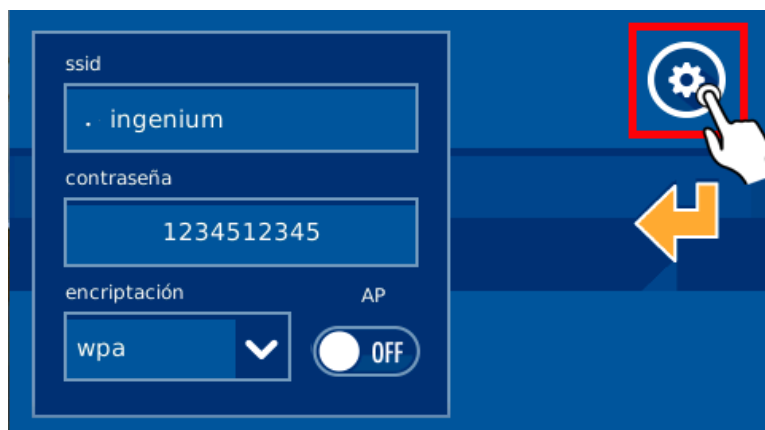 ssid
. ingenium
contraseña
1234512345
encriptación
AP
wpa
OFF